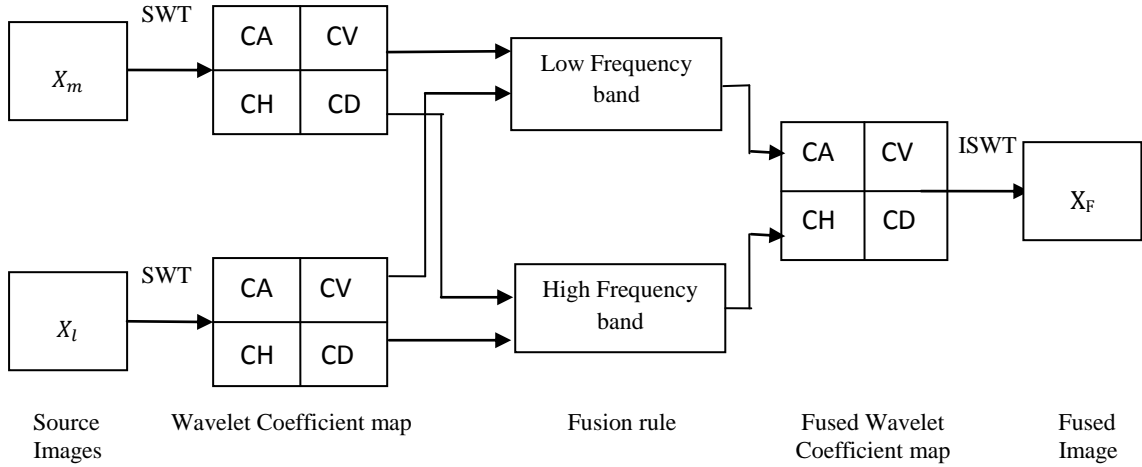 SWT
CA CV
CH CD
X_m
Low Frequency
band
CA CV
CH CD
ISWT
X_F
SWT
CA CV
CH CD
X_l
High Frequency
band
Source
Images
Wavelet Coefficient map
Fusion rule
Fused Wavelet
Coefficient map
Fused
Image